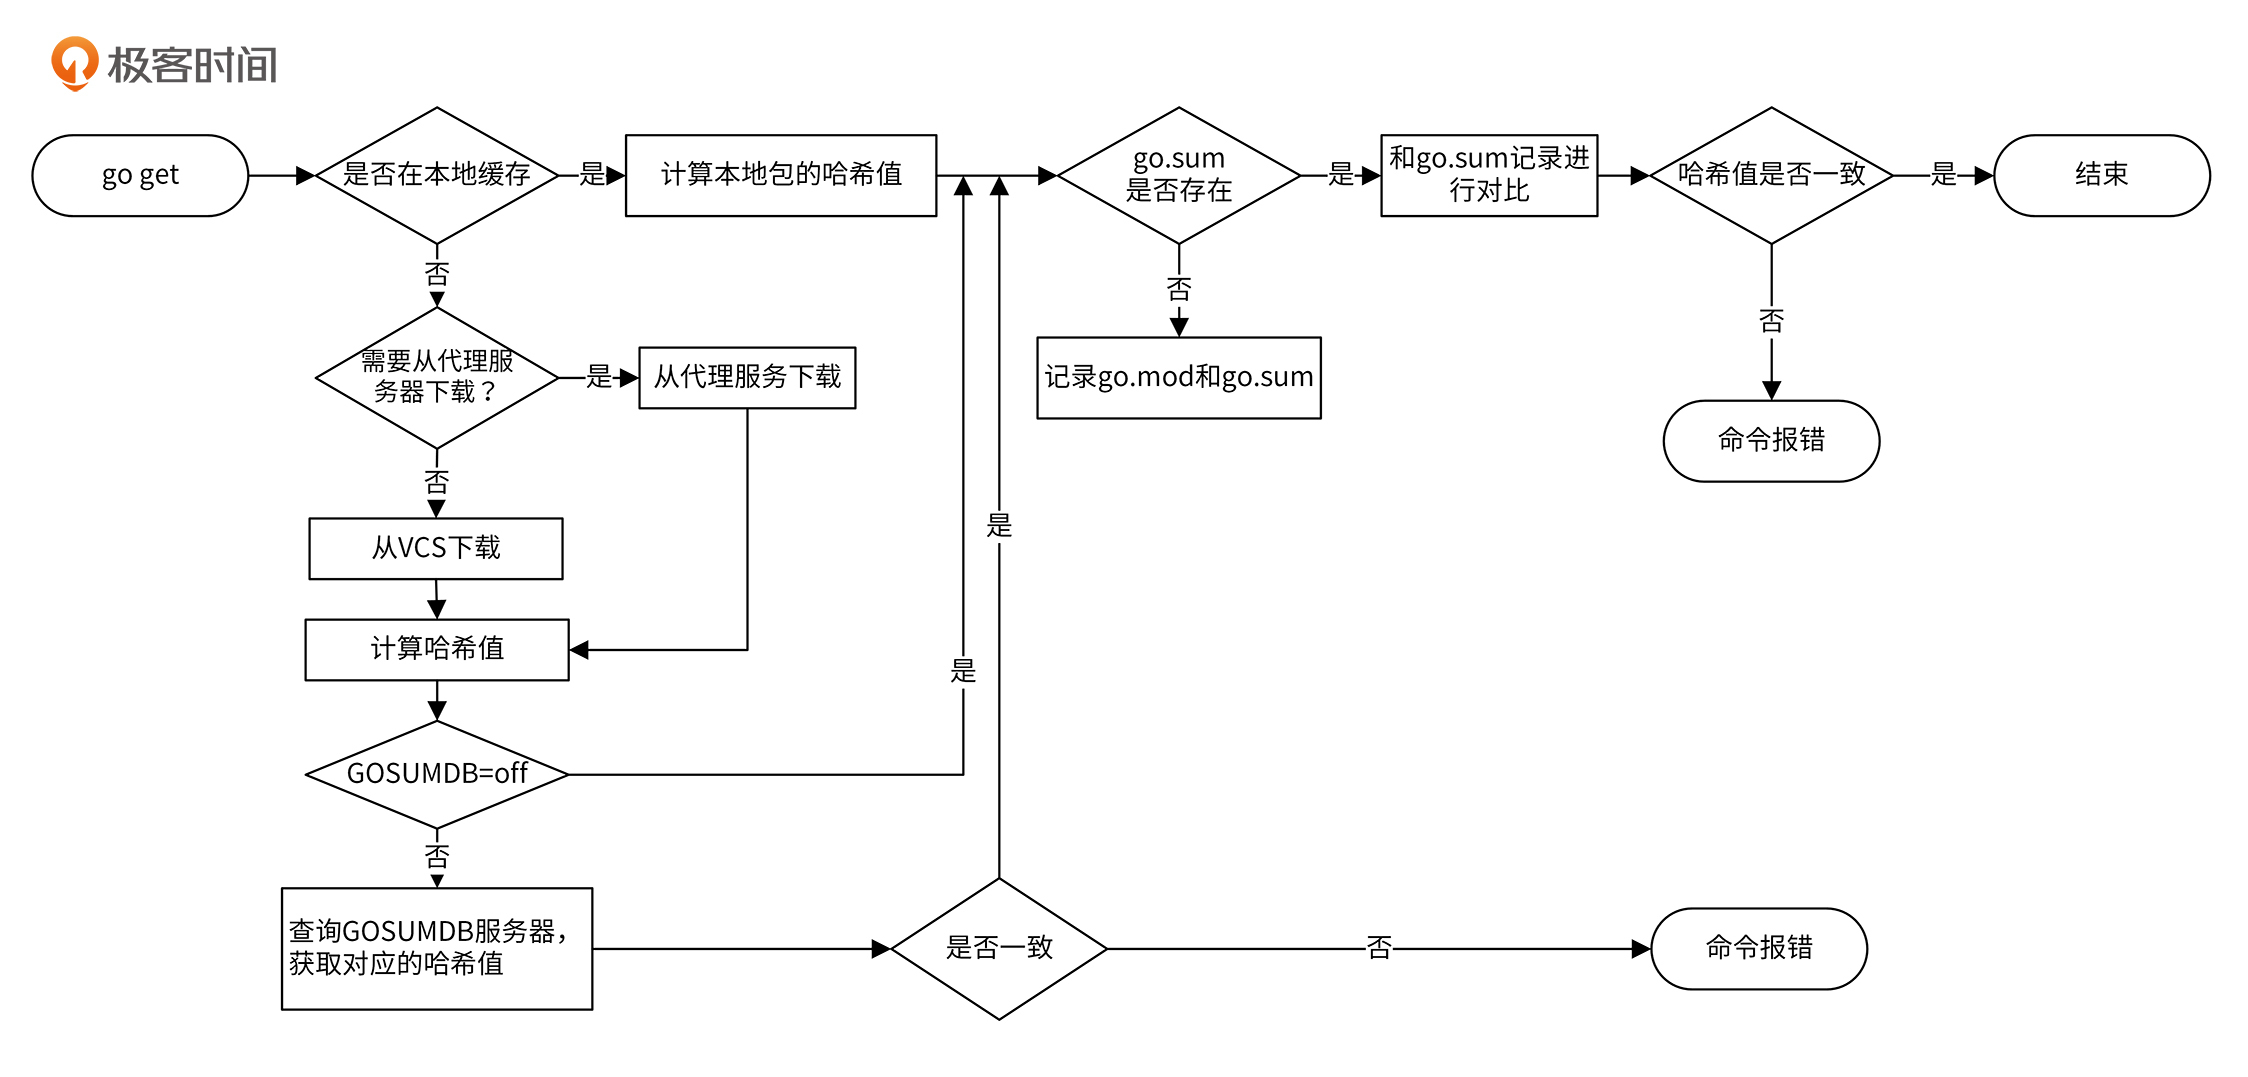 极客时间
go get
是否在本地缓存
是
计算本地包的哈希值
go.sum
是否存在
是
和go.sum记录进
行对比
哈希值是否一致
是
结束
否
否
记录go.mod和go.sum
否
命令报错
需要从代理服
务器下载？
是
从代理服务下载
否
从VCS下载
是
计算哈希值
是
GOSUMDB=off
否
查询GOSUMDB服务器，
获取对应的哈希值
是否一致
否
命令报错